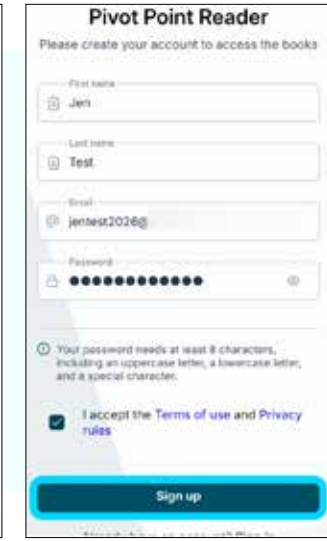 Pivot Point Reader
Please create your account to access the books
First name
Jen
Last name
Test
Email
jentest2026@
Password
Your password needs at least 8 characters,
including an uppercase letter, a lowercase letter,
and a special character.
I accept the Terms of use and Privacy
rules
Sign up